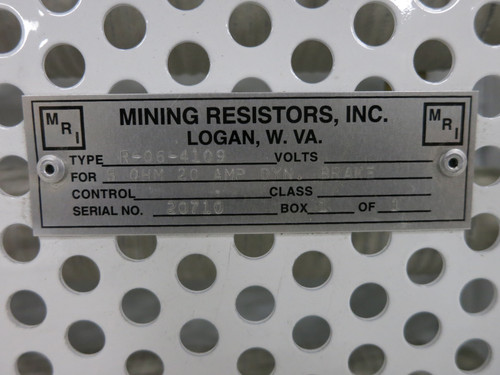 MRI MINING RESISTORS, INC. MRI
LOGAN, W. VA.
TYPE R-06-4109 VOLTS
FOR OHM 20 AMP DYN. BRAKE
CONTROL CLASS
SERIAL NO. 23710 BOX OF